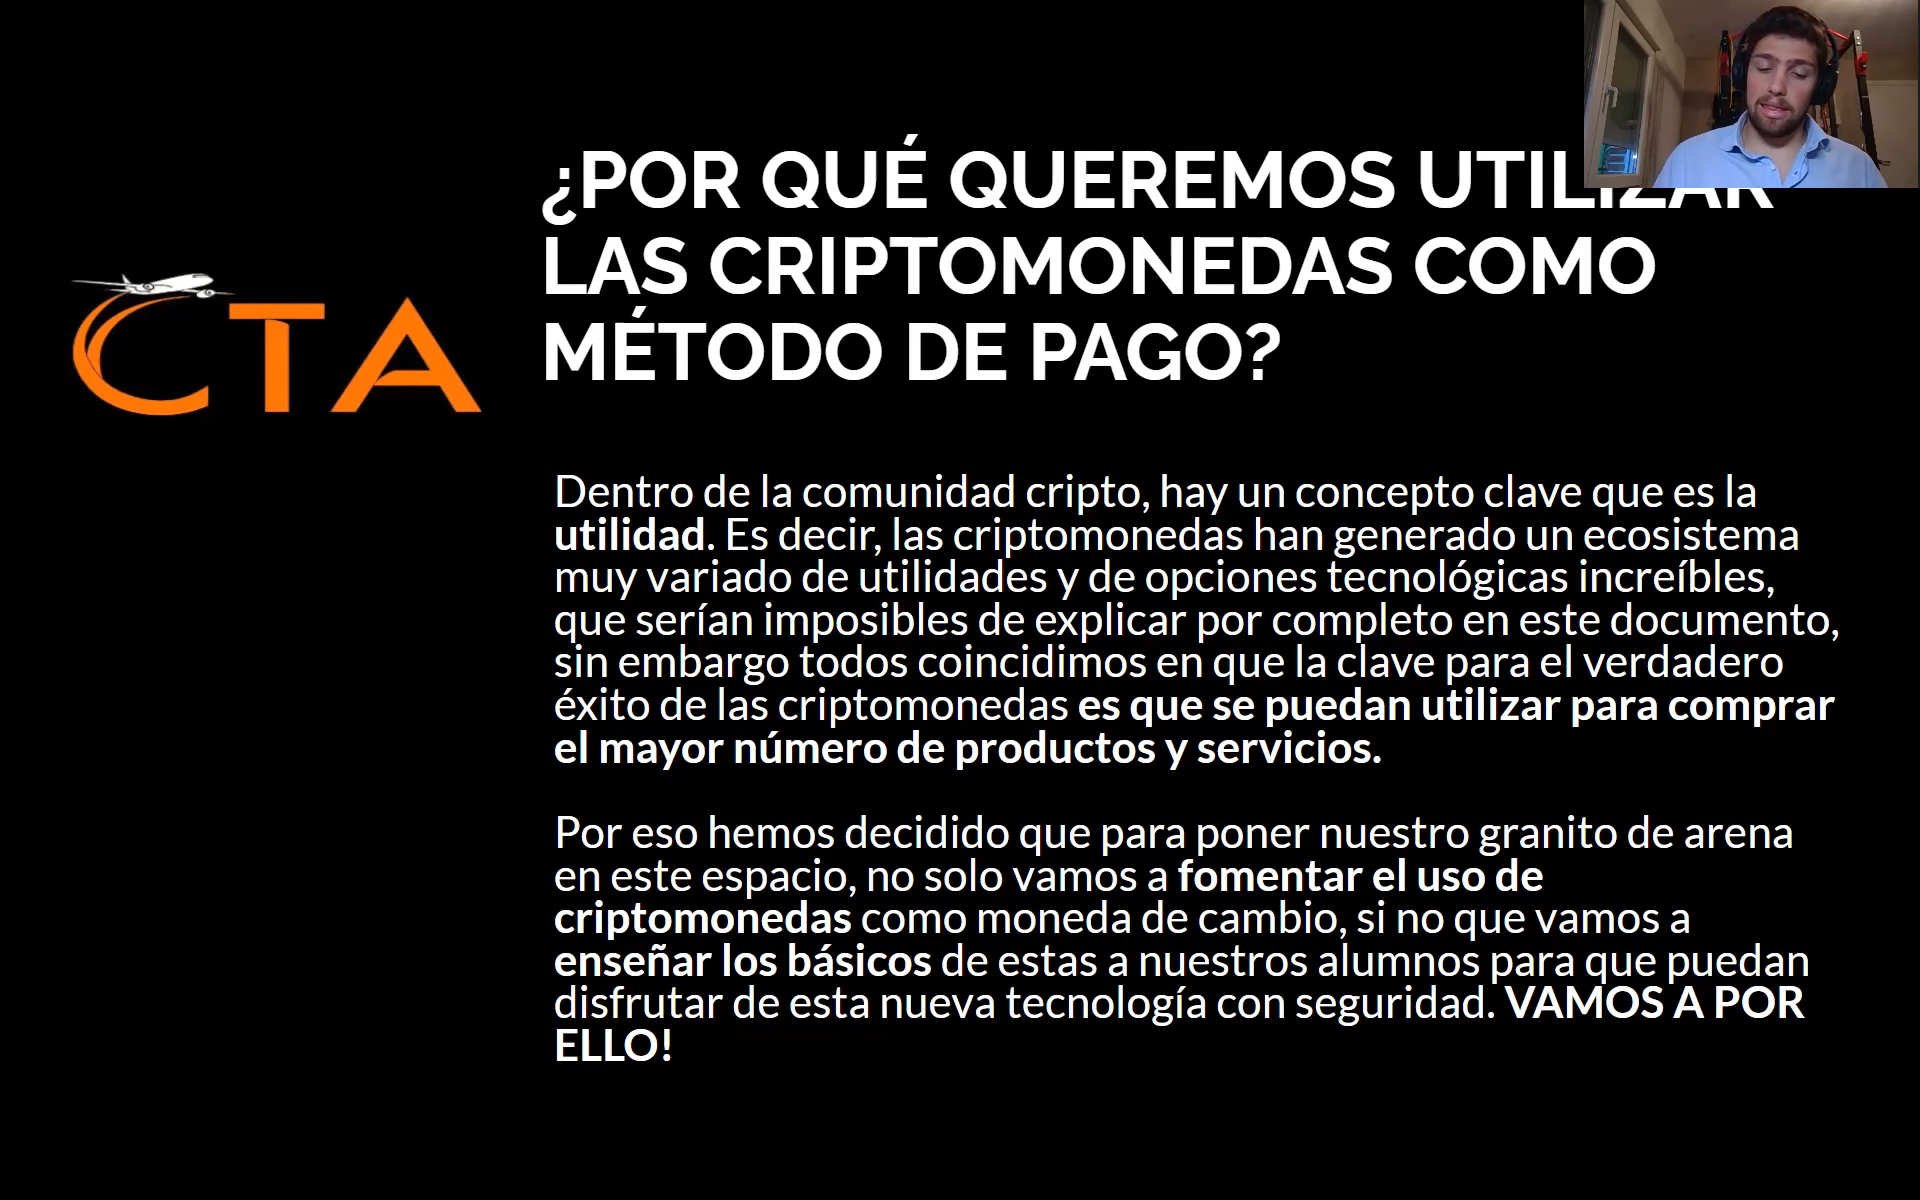 ¿POR QUÉ QUEREMOS UTILIZAR
LAS CRIPTOMONEDAS COMO
MÉTODO DE PAGO?
CTA
Dentro de la comunidad cripto, hay un concepto clave que es la
utilidad. Es decir, las criptomonedas han generado un ecosistema
muy variado de utilidades y de opciones tecnológicas increíbles,
que serían imposibles de explicar por completo en este documento,
sin embargo todos coincidimos en que la clave para el verdadero
éxito de las criptomonedas es que se puedan utilizar para comprar
el mayor número de productos y servicios.
Por eso hemos decidido que para poner nuestro granito de arena
en este espacio, no solo vamos a fomentar el uso de
criptomonedas como moneda de cambio, si no que vamos a
enseñar los básicos de estas a nuestros alumnos para que puedan
disfrutar de esta nueva tecnología con seguridad. VAMOS A POR
ELLO!